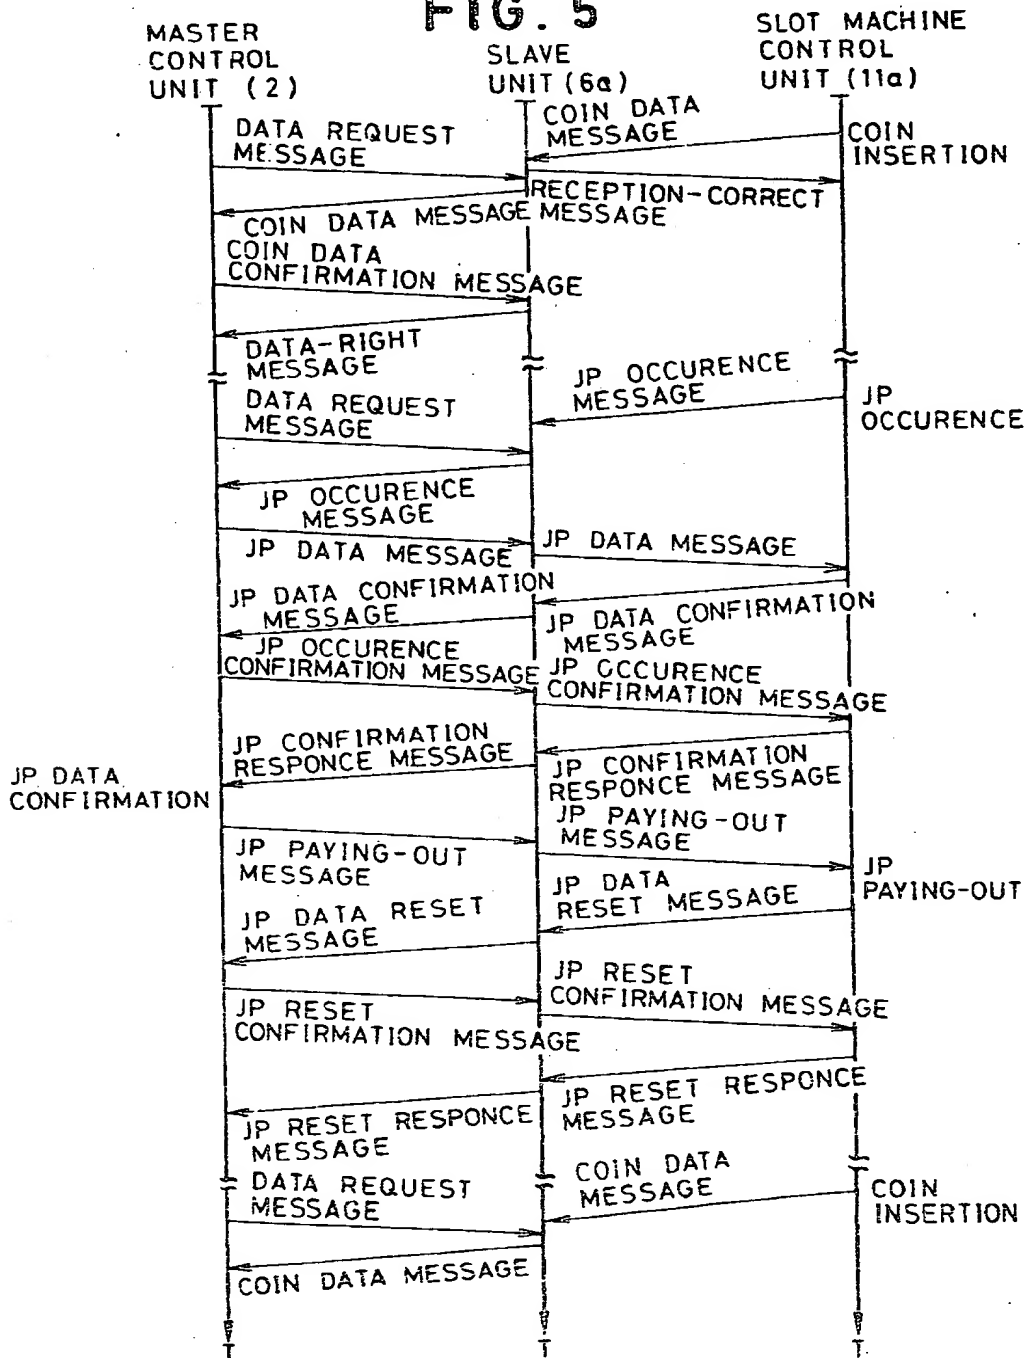 FIG. 5
MASTER
CONTROL
UNIT (2)
SLAVE
UNIT (6a)
SLOT MACHINE
CONTROL
UNIT (11a)
COIN DATA
MESSAGE
COIN
INSERTION
DATA REQUEST
MESSAGE
RECEPTION-CORRECT
MESSAGE
COIN DATA MESSAGE
COIN DATA
CONFIRMATION MESSAGE
DATA-RIGHT
MESSAGE
JP OCCURENCE
MESSAGE
JP
OCCURENCE
DATA REQUEST
MESSAGE
JP OCCURENCE
MESSAGE
JP DATA MESSAGE
JP DATA MESSAGE
JP DATA CONFIRMATION
MESSAGE
JP DATA CONFIRMATION
MESSAGE
JP OCCURENCE
CONFIRMATION MESSAGE
JP OCCURENCE
CONFIRMATION MESSAGE
JP CONFIRMATION
RESPONCE MESSAGE
JP CONFIRMATION
RESPONCE MESSAGE
JP DATA
CONFIRMATION
JP PAYING-OUT
MESSAGE
JP PAYING-OUT
MESSAGE
JP
PAYING-OUT
JP DATA
RESET MESSAGE
JP DATA RESET
MESSAGE
JP RESET
CONFIRMATION MESSAGE
JP RESET
CONFIRMATION MESSAGE
JP RESET RESPONCE
MESSAGE
JP RESET RESPONCE
MESSAGE
COIN DATA
MESSAGE
COIN
INSERTION
DATA REQUEST
MESSAGE
COIN DATA MESSAGE
T
T
T